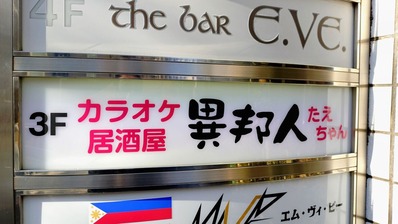 4F the bar E.VE.
3F カラオケ居酒屋 異邦人 たえちゃん
MVP エム・ヴィ・ピー